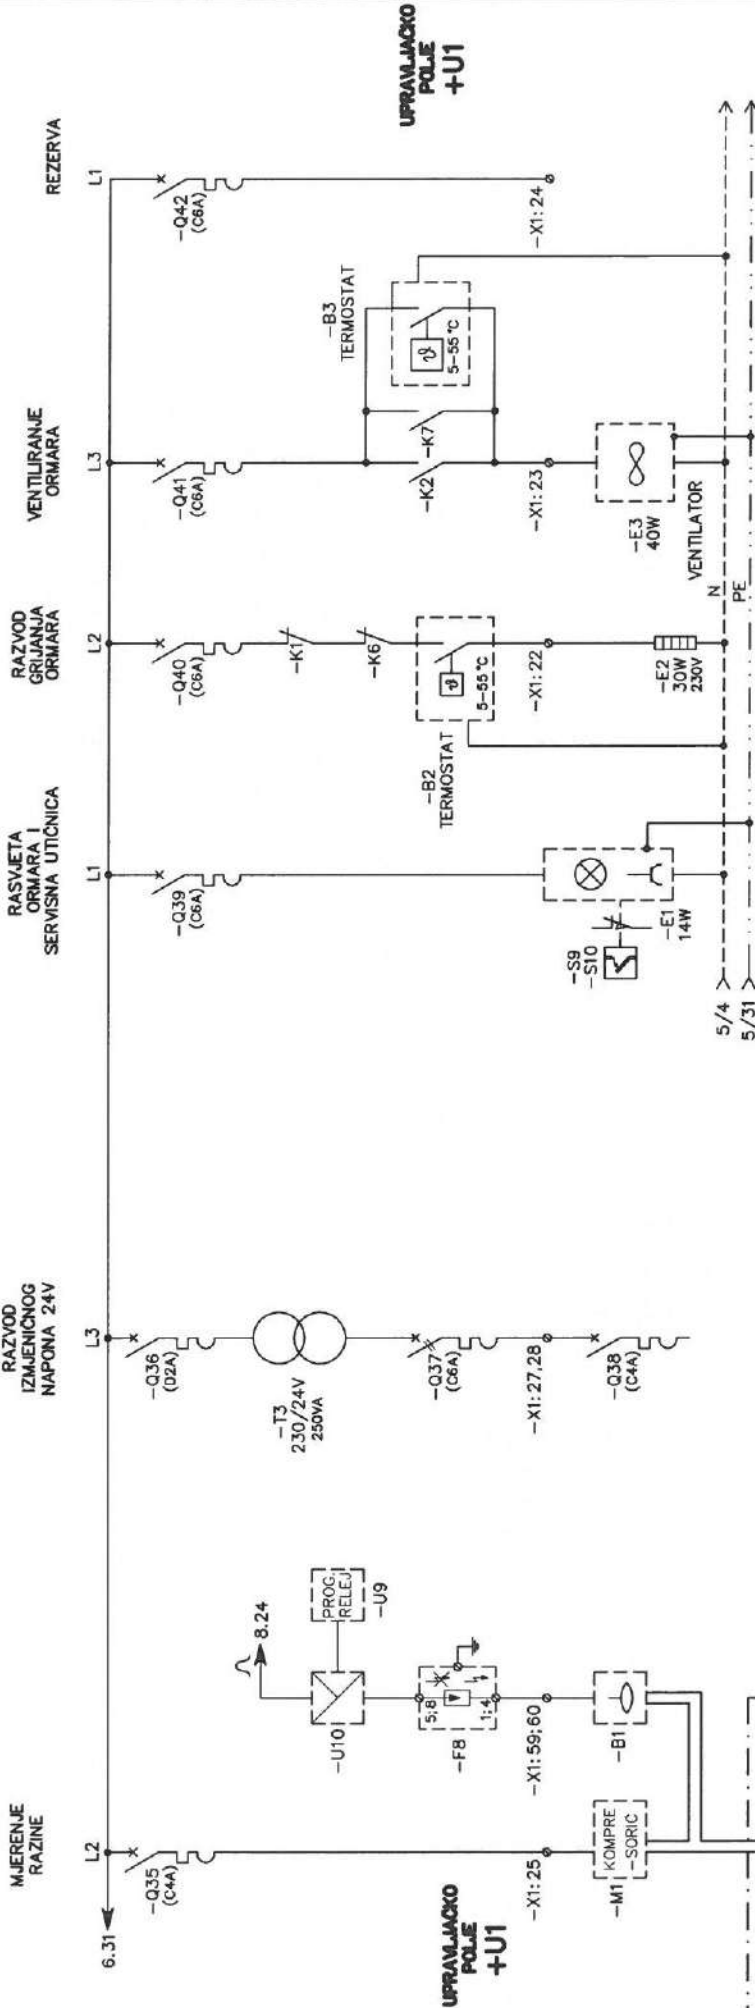 MJERENJE
RAZINE
L2
6.31
-Q35
(C4A)
UPRAVLJAČKO
POLJE
+U1
-X1:25
KOMPRE
-SORIC
-M1
8.24
PROG.
RELEJ
-U9
-U10
5;8
1;4
-F8
-X1:59;60
-B1
RAZVOD
IZMJENIČNOG
NAPONA 24V
L3
-Q36
(D2A)
-T3
230/24V
250VA
-Q37
(C6A)
-X1:27,28
-Q38
(C4A)
RASVJETA
ORMARA I
SERVISNA UTIČNICA
L1
-Q39
(C6A)
-S9
-S10
-E1
14W
5/4
5/31
RAZVOD
GRIJANJA
ORMARA
L2
-Q40
(C6A)
-K1
-K6
ϑ
5-55°C
-B2
TERMOSTAT
-X1:22
-E2
30W
230V
N
PE
VENTILIRANJE
ORMARA
L3
-Q41
(C6A)
-K2
-K7
-B3
TERMOSTAT
ϑ
5-55°C
-X1:23
-E3
40W
VENTILATOR
REZERVA
L1
-Q42
(C6A)
-X1:24
UPRAVLJAČKO
POLJE
+U1